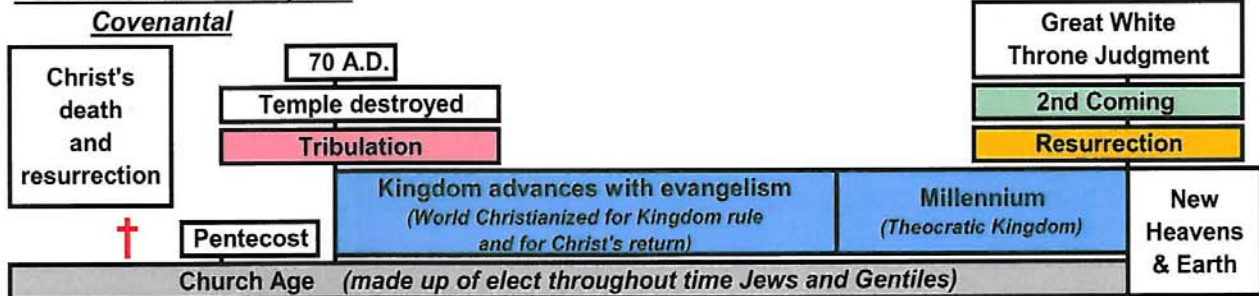 Covenantal
Christ's
death
and
resurrection
70 A.D.
Temple destroyed
Tribulation
Great White
Throne Judgment
2nd Coming
Resurrection
Kingdom advances with evangelism
(World Christianized for Kingdom rule
and for Christ's return)
Millennium
(Theocratic Kingdom)
New
Heavens
& Earth
Pentecost
Church Age (made up of elect throughout time Jews and Gentiles)